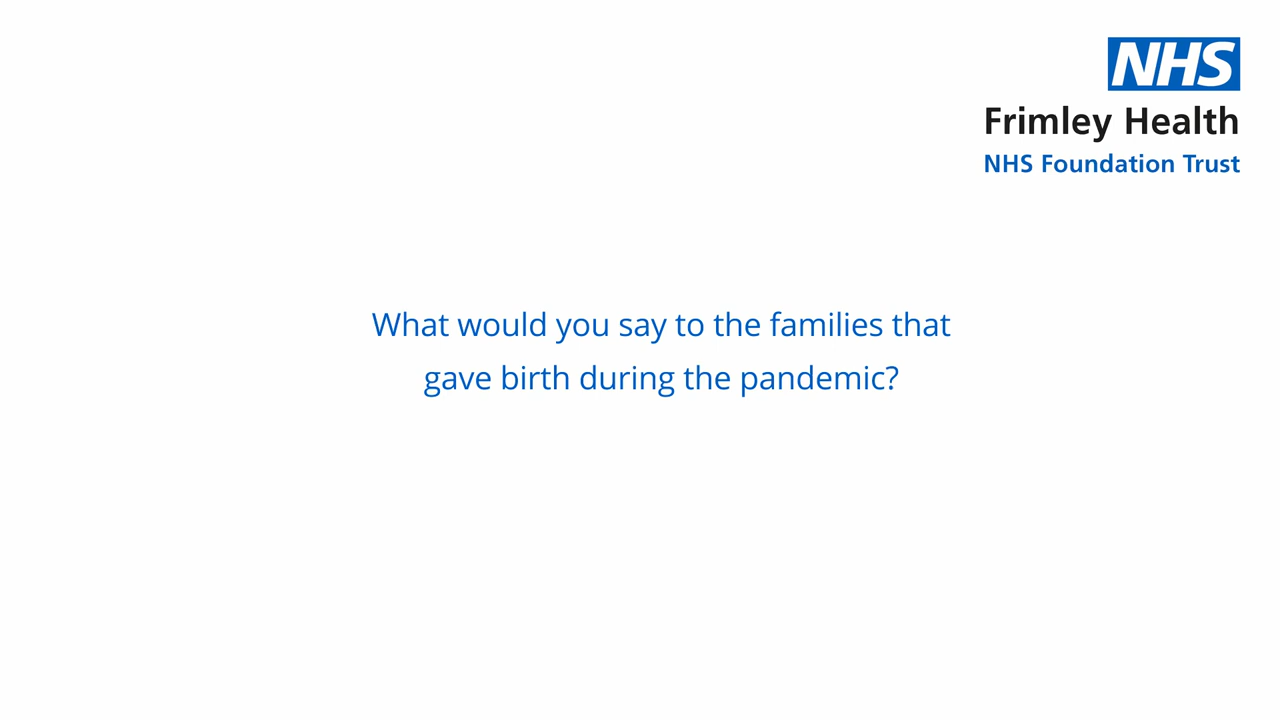 NHS
Frimley Health
NHS Foundation Trust
What would you say to the families that
gave birth during the pandemic?